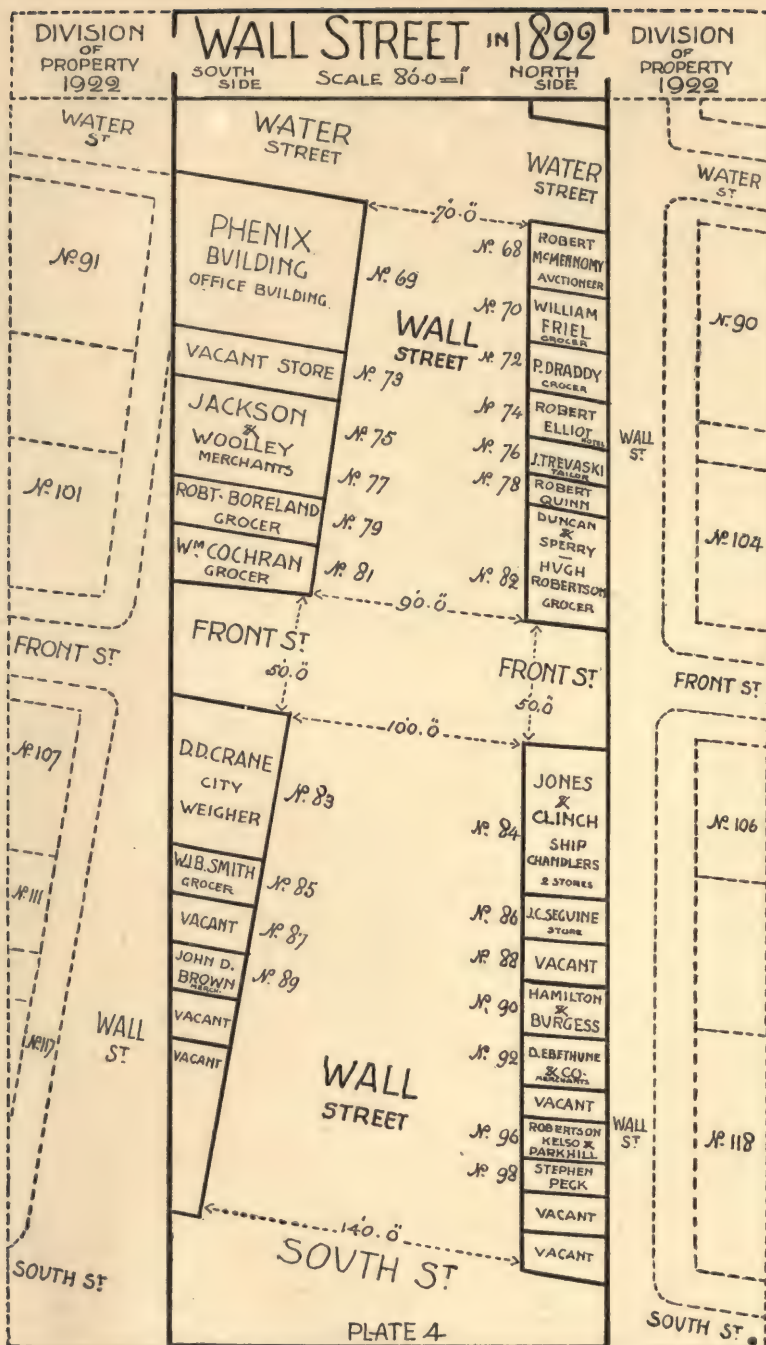 DIVISION
OF
PROPERTY
1922
WALL STREET IN 1822
SOUTH
SIDE
SCALE 80.0=1"
NORTH
SIDE
DIVISION
OF
PROPERTY
1922
WATER
ST
WATER
STREET
WATER
STREET
WATER
ST.
70.0"
No. 91
No. 101
FRONT ST
No. 107
No. 111
No. 117
WALL
ST.
SOUTH ST
PHENIX
BUILDING
OFFICE BUILDING.
No. 69
VACANT STORE
No. 73
JACKSON
&
WOOLLEY
MERCHANTS
No. 75
No. 77
ROBT. BORELAND
GROCER
No. 79
WM COCHRAN
GROCER
No. 81
WALL
STREET
No. 68
ROBERT
McMENNOMY
AUCTIONEER
No. 70
WILLIAM
FRIEL
GROCER
No. 72
P. DRADDY
GROCER
No. 74
ROBERT
ELLIOT
HOTEL
No. 76
J. TREVASKI
TAILOR
No. 78
ROBERT
QUINN
DUNCAN
&
SPERRY
—
No. 82
HUGH
ROBERTSON
GROCER
90.0"
FRONT ST.
50.0"
FRONT ST.
50.0"
100.0"
D.D. CRANE
CITY
WEIGHER
No. 83
W.B. SMITH
GROCER
No. 85
VACANT
No. 87
JOHN D.
BROWN
MERCH.
No. 89
VACANT
VACANT
WALL
STREET
No. 84
JONES
&
CLINCH
SHIP
CHANDLERS
2 STORES
No. 86
J.C. SEGUINE
STORE
No. 88
VACANT
No. 90
HAMILTON
&
BURGESS
No. 92
D. EBETHUNE
& CO.
MERCHANTS
VACANT
No. 96
ROBERTSON
KELSO &
PARKHILL
No. 98
STEPHEN
PECK
VACANT
VACANT
140.0"
SOUTH ST.
PLATE 4
No. 90
WALL
ST.
No. 104
FRONT ST
No. 106
WALL
ST.
No. 118
SOUTH ST.